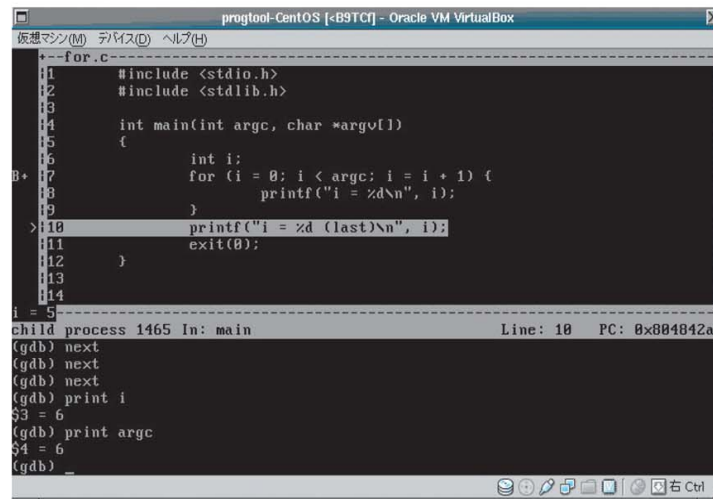 progtool-CentOS [<B9TCf] - Oracle VM VirtualBox
仮想マシン(M) デバイス(D) ヘルプ(H)
+--for.c--------------------------------------------------
1 #include <stdio.h>
2 #include <stdlib.h>
3
4 int main(int argc, char *argv[])
5 {
6 int i;
B+ 7 for (i = 0; i < argc; i = i + 1) {
8 printf("i = %d\n", i);
9 }
>10 printf("i = %d (last)\n", i);
11 exit(0);
12 }
13
14
i = 5--------------------------------------------------
child process 1465 In: main Line: 10 PC: 0x804842a
(gdb) next
(gdb) next
(gdb) next
(gdb) print i
$3 = 6
(gdb) print argc
$4 = 6
(gdb) _
右 Ctrl